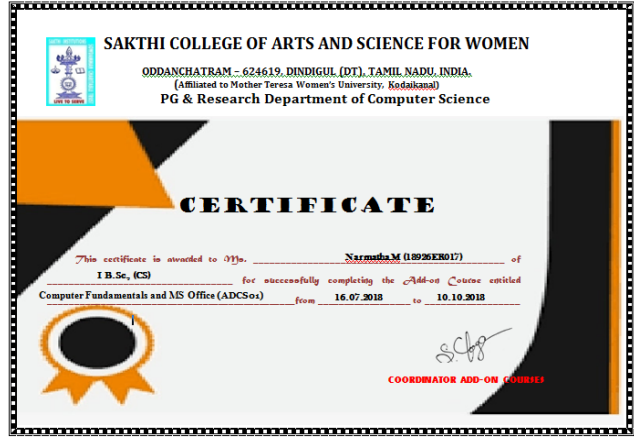 SAKTHI COLLEGE OF ARTS AND SCIENCE FOR WOMEN
ODDANCHATRAM – 624619, DINDIGUL (DT), TAMIL NADU, INDIA.
(Affiliated to Mother Teresa Women's University, Kodaikanal)
PG & Research Department of Computer Science
CERTIFICATE
This certificate is awarded to Ms. Narmatha.M (18926ER017) of
I B.Sc., (CS) for successfully completing the Add-on Course entitled
Computer Fundamentals and MS Office (ADCS01) from 16.07.2018 to 10.10.2018
COORDINATOR ADD-ON COURSES